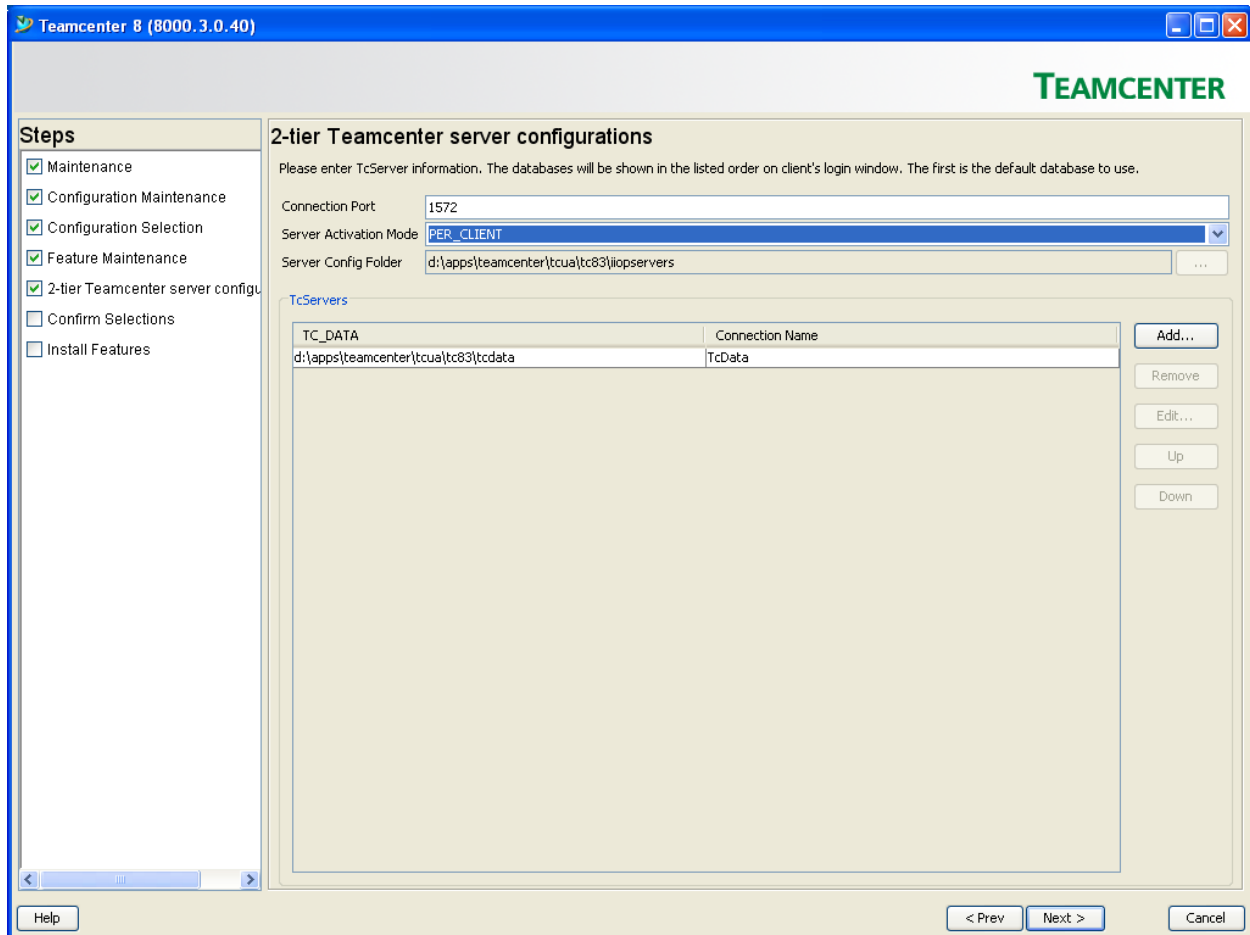 Teamcenter 8 (8000.3.0.40)
TEAMCENTER
Steps
Maintenance
Configuration Maintenance
Configuration Selection
Feature Maintenance
2-tier Teamcenter server configu
Confirm Selections
Install Features
2-tier Teamcenter server configurations
Please enter TcServer information. The databases will be shown in the listed order on client's login window. The first is the default database to use.
Connection Port 1572
Server Activation Mode PER_CLIENT
Server Config Folder d:\apps\teamcenter\tcua\tc83\iiopservers ...
TcServers
TC_DATA Connection Name
d:\apps\teamcenter\tcua\tc83\tcdata TcData
Add...
Remove
Edit...
Up
Down
Help < Prev Next > Cancel